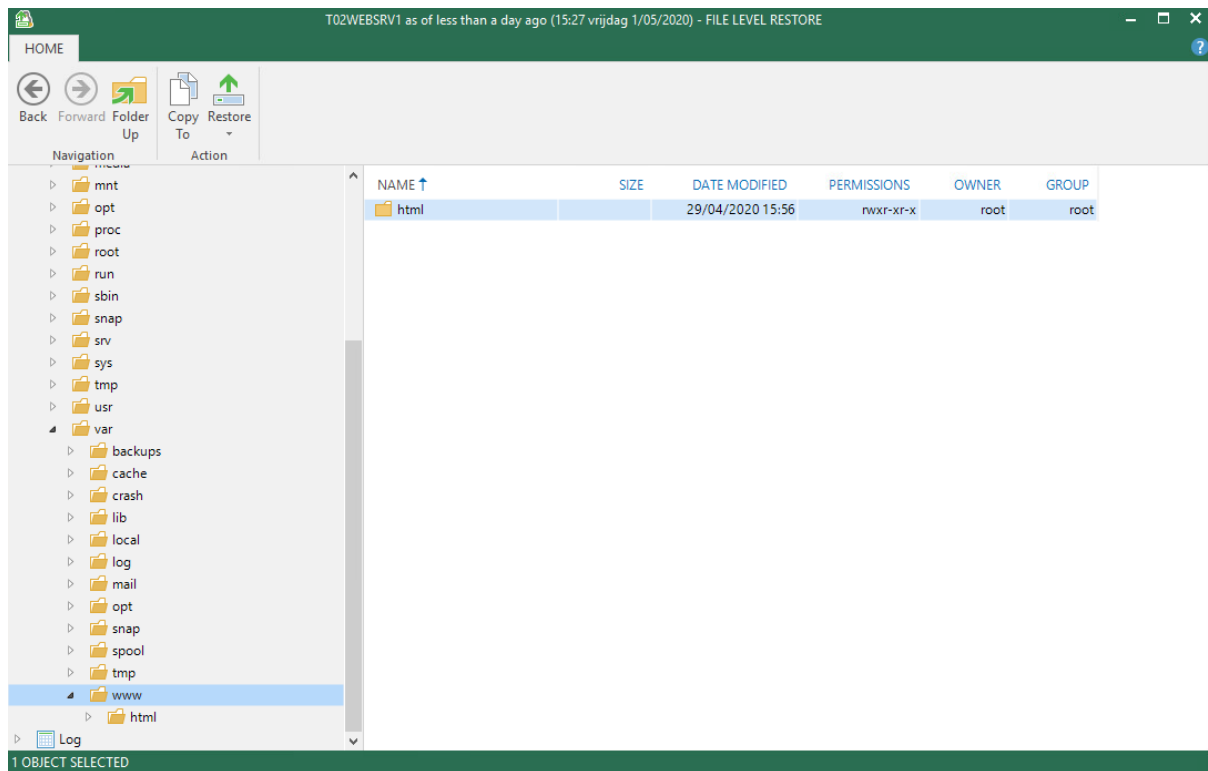 T02WEBSRV1 as of less than a day ago (15:27 vrijdag 1/05/2020) - FILE LEVEL RESTORE
HOME
Back Forward Folder Up Copy To Restore
Navigation Action
media
mnt
opt
proc
root
run
sbin
snap
srv
sys
tmp
usr
var
backups
cache
crash
lib
local
log
mail
opt
snap
spool
tmp
www
html
Log
NAME SIZE DATE MODIFIED PERMISSIONS OWNER GROUP
html 29/04/2020 15:56 rwxr-xr-x root root
1 OBJECT SELECTED